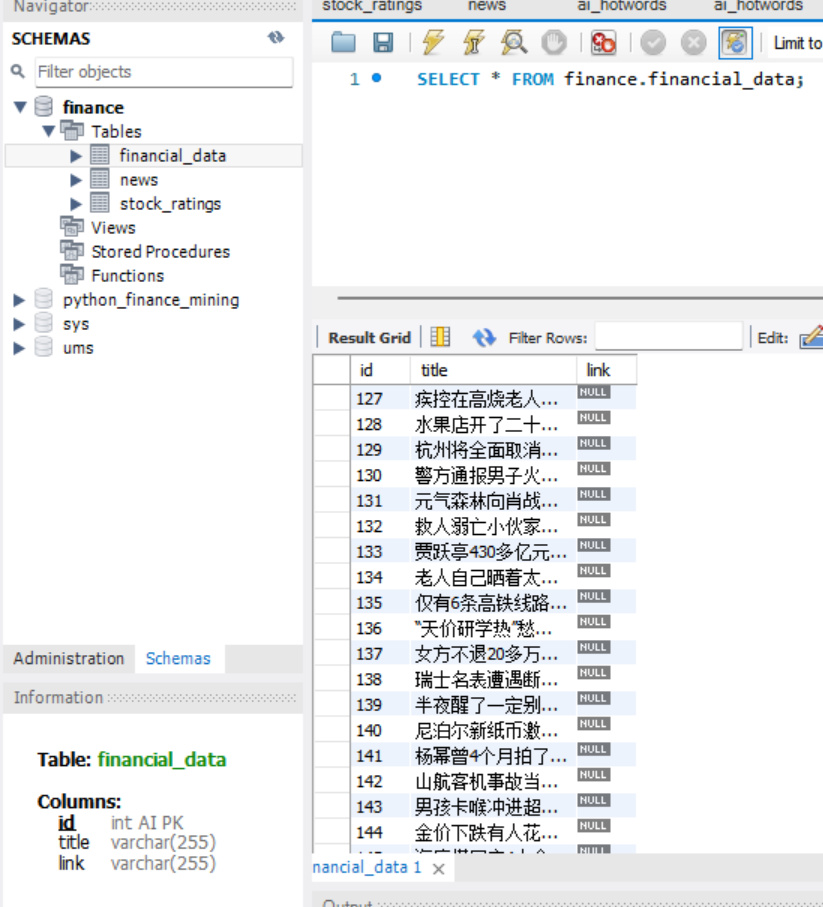 Navigator
SCHEMAS
Filter objects
finance
Tables
financial_data
news
stock_ratings
Views
Stored Procedures
Functions
python_finance_mining
sys
ums
Administration Schemas
Information
Table: financial_data
Columns:
id int AI PK
title varchar(255)
link varchar(255)
stock_ratings news ai_hotwords ai_hotwords
Limit to
1 SELECT * FROM finance.financial_data;
Result Grid Filter Rows: Edit:
id title link
127 疾控在高烧老人... NULL
128 水果店开了二十... NULL
129 杭州将全面取消... NULL
130 警方通报男子火... NULL
131 元气森林向肖战... NULL
132 救人溺亡小伙家... NULL
133 贾跃亭430多亿元... NULL
134 老人自己晒着太... NULL
135 仅有6条高铁线路... NULL
136 “天价研学热”愁... NULL
137 女方不退20多万... NULL
138 瑞士名表遭遇断... NULL
139 半夜醒了一定别... NULL
140 尼泊尔新纸币激... NULL
141 杨幂曾4个月拍了... NULL
142 山航客机事故当... NULL
143 男孩卡喉冲进超... NULL
144 金价下跌有人花... NULL
NULL
nancial_data 1
Output